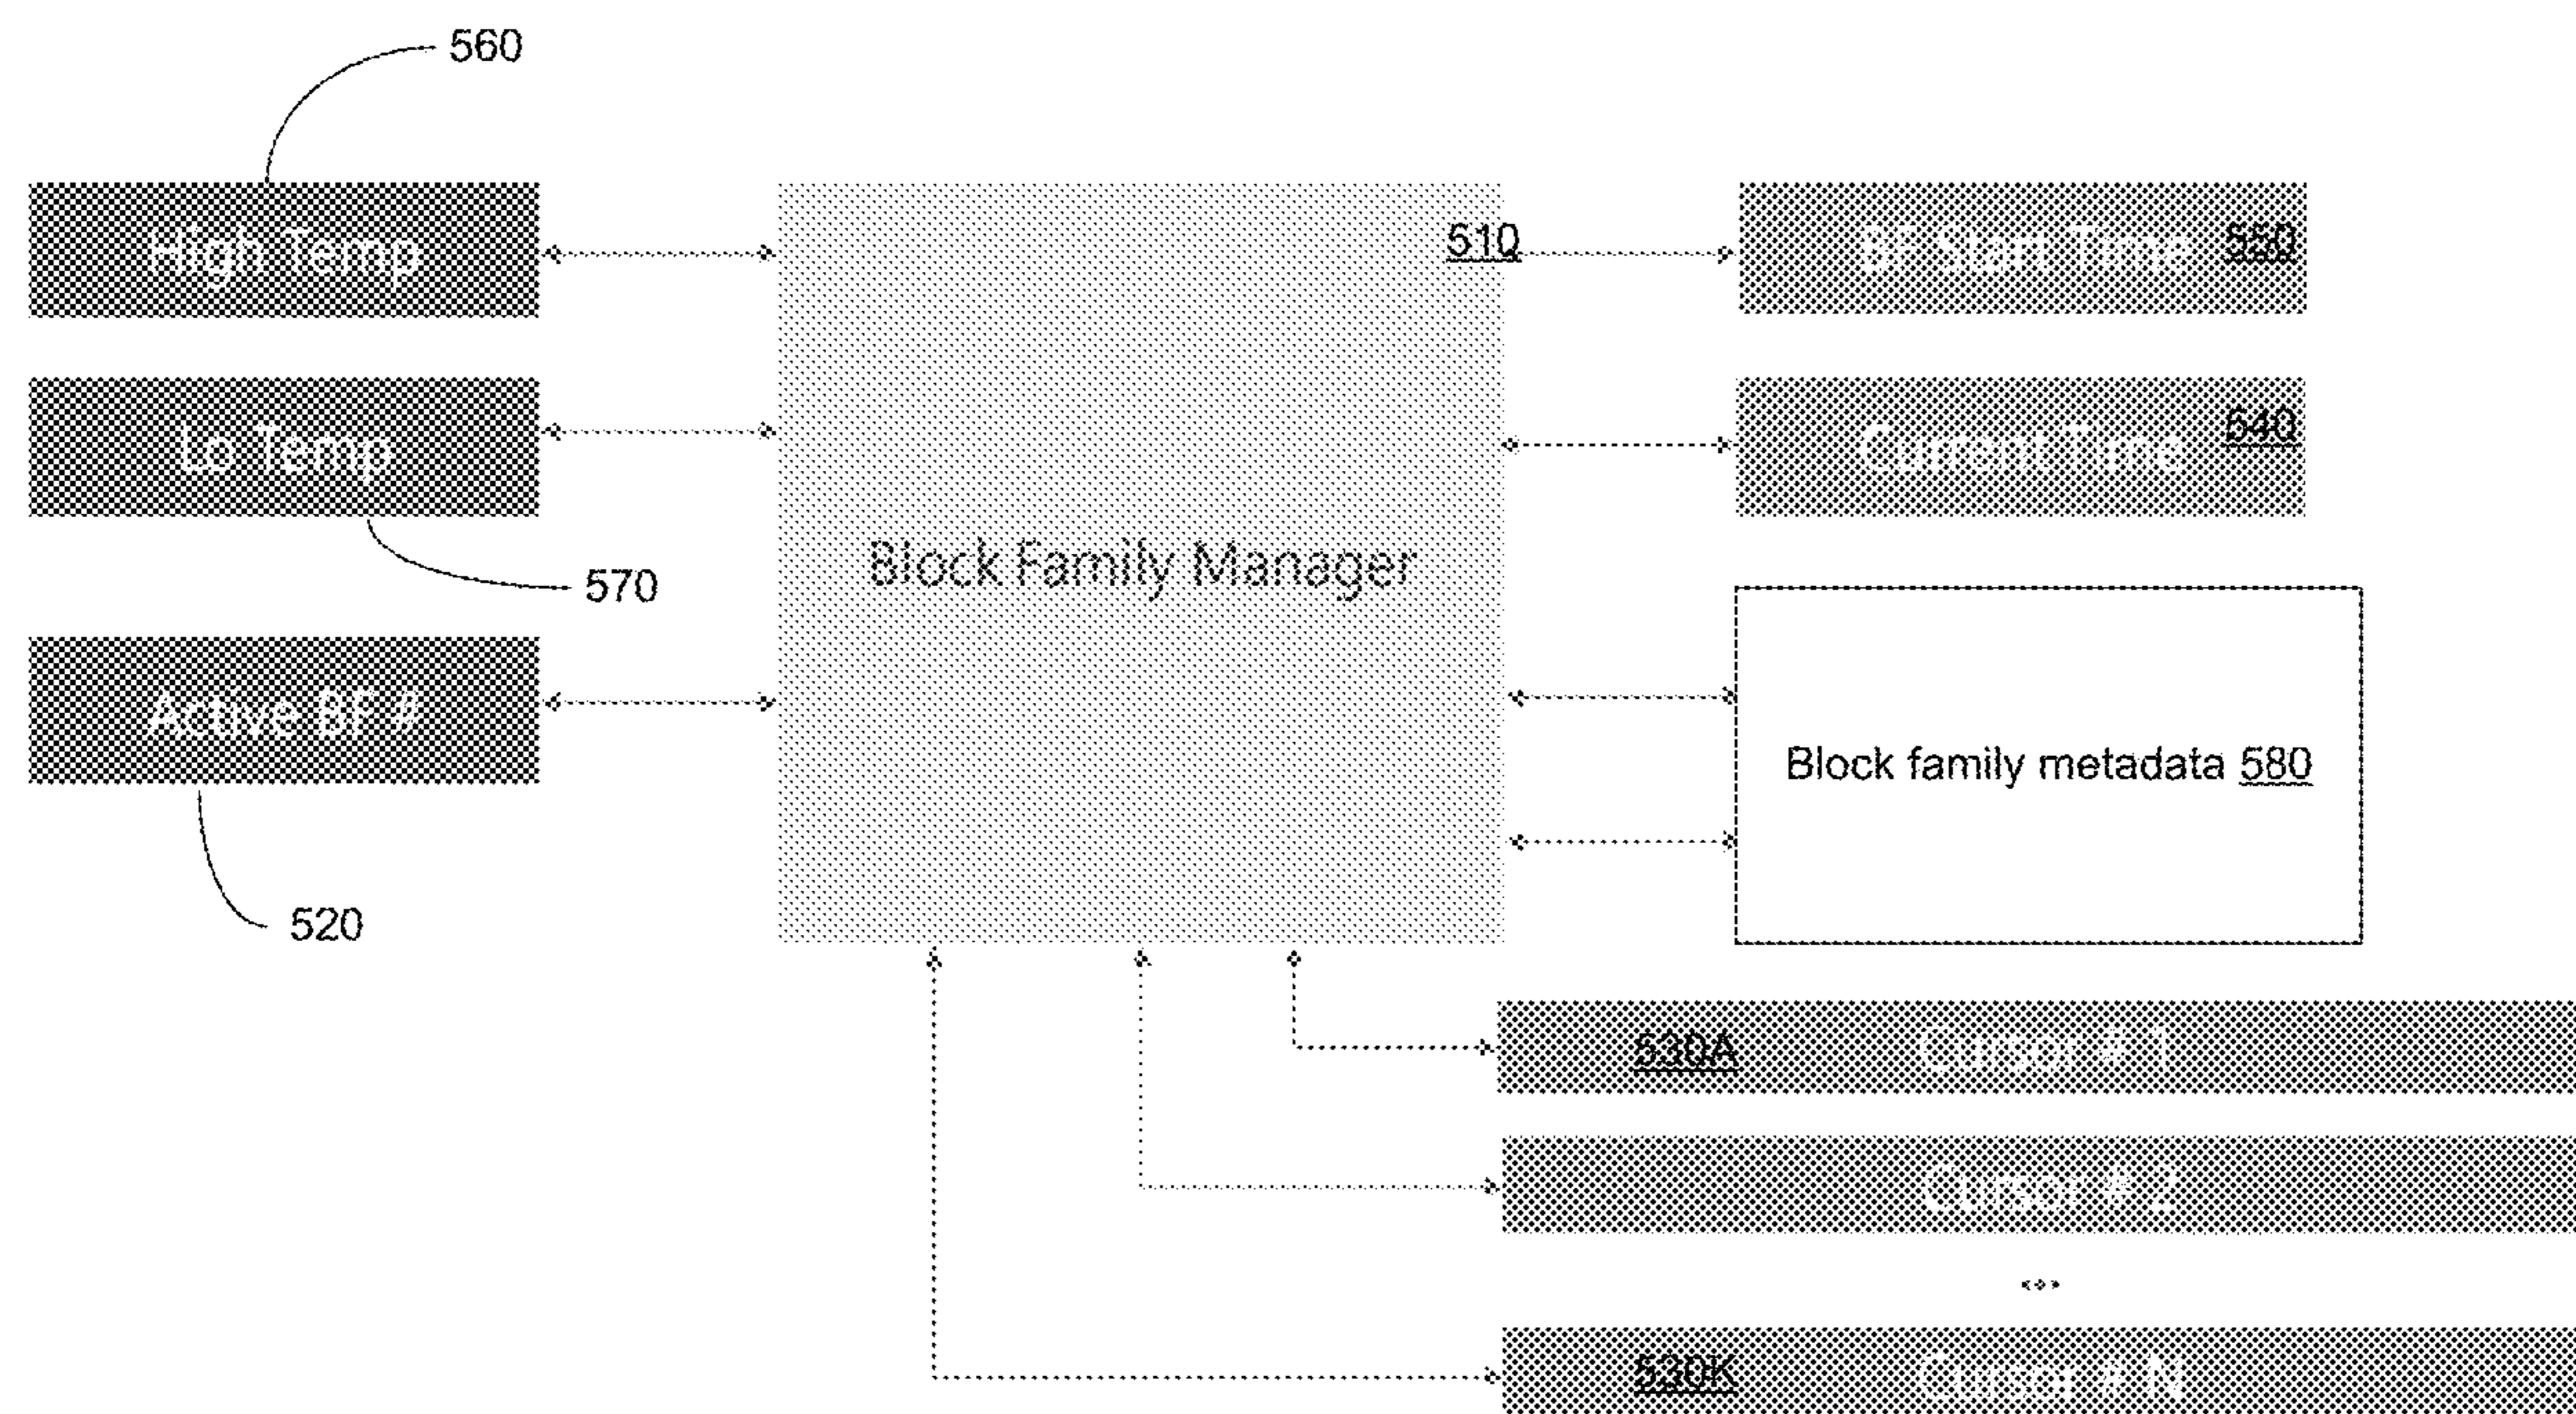 560
High Temp
510
BF Start Time 550
Lo Temp
Current Time 540
570
Block Family Manager
Active BF #
Block family metadata 580
520
530A Cursor # 1
Cursor # 2
...
530K Cursor # N